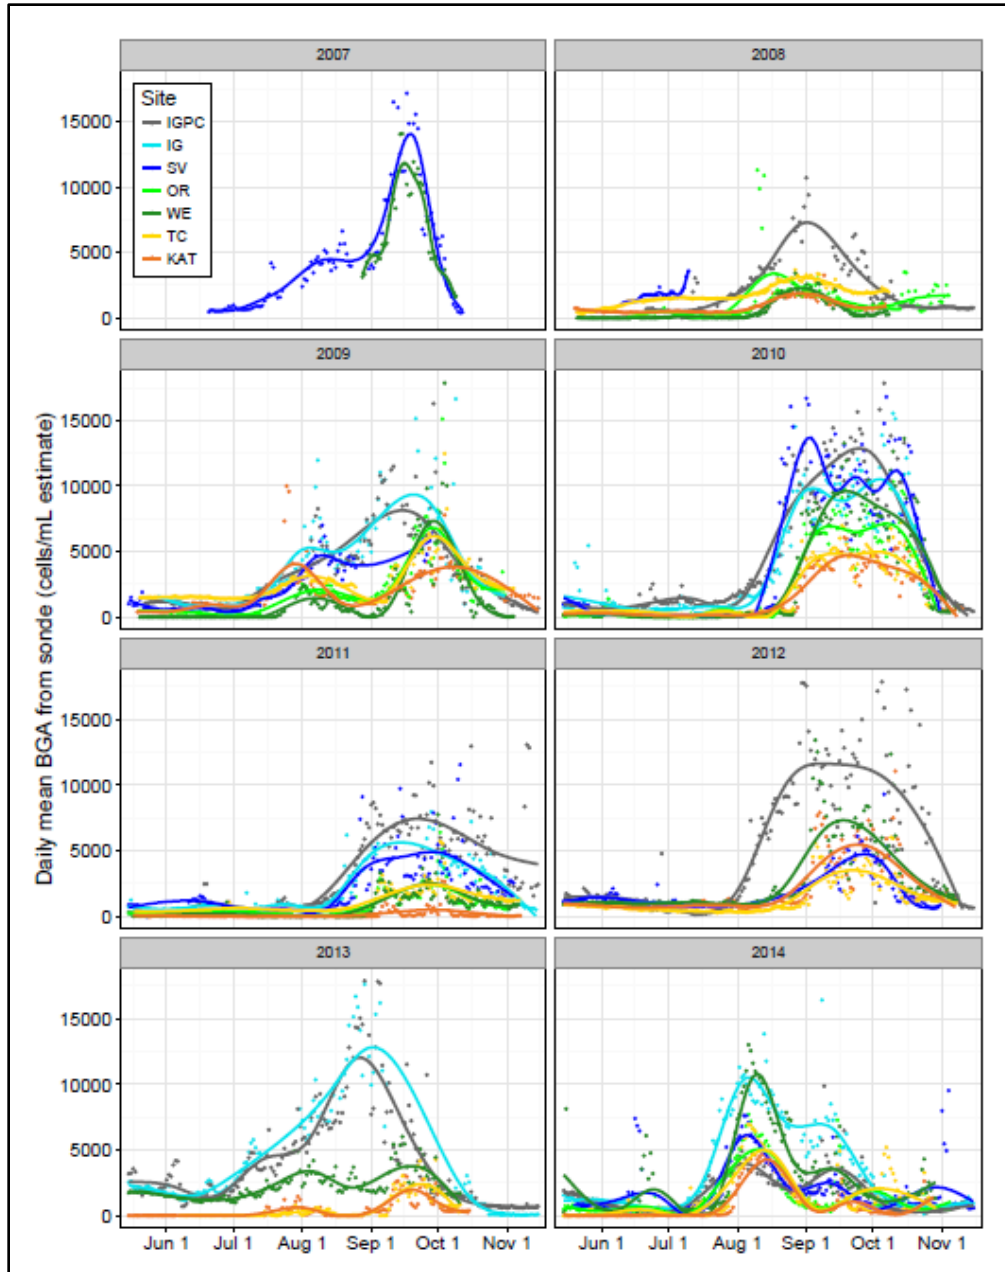 2007
2008
Site
IGPC
IG
SV
OR
WE
TC
KAT
15000
10000
5000
0
2009
2010
15000
10000
5000
0
Daily mean BGA from sonde (cells/mL estimate)
2011
2012
15000
10000
5000
0
2013
2014
15000
10000
5000
0
Jun 1 Jul 1 Aug 1 Sep 1 Oct 1 Nov 1 Jun 1 Jul 1 Aug 1 Sep 1 Oct 1 Nov 1